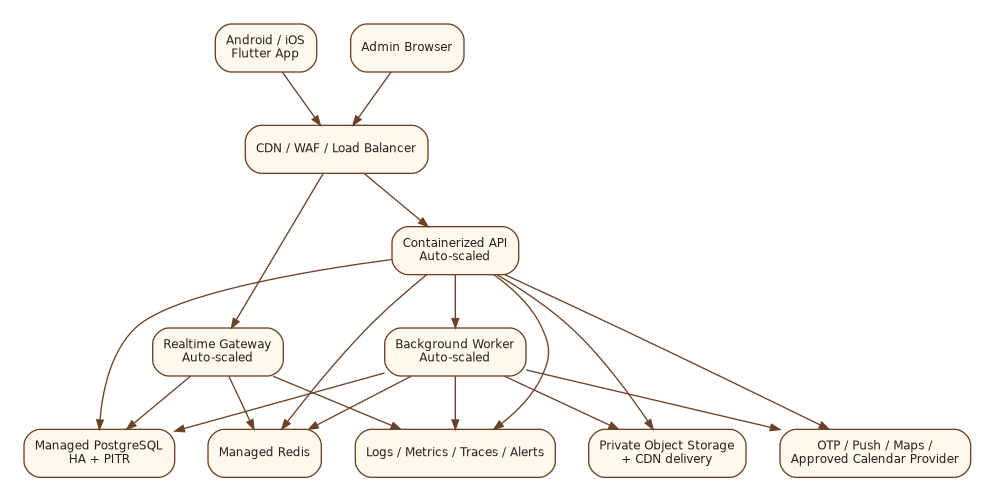 Android / iOS
Flutter App
Admin Browser
CDN / WAF / Load Balancer
Containerized API
Auto-scaled
Realtime Gateway
Auto-scaled
Background Worker
Auto-scaled
Managed PostgreSQL
HA + PITR
Managed Redis
Logs / Metrics / Traces / Alerts
Private Object Storage
+ CDN delivery
OTP / Push / Maps /
Approved Calendar Provider